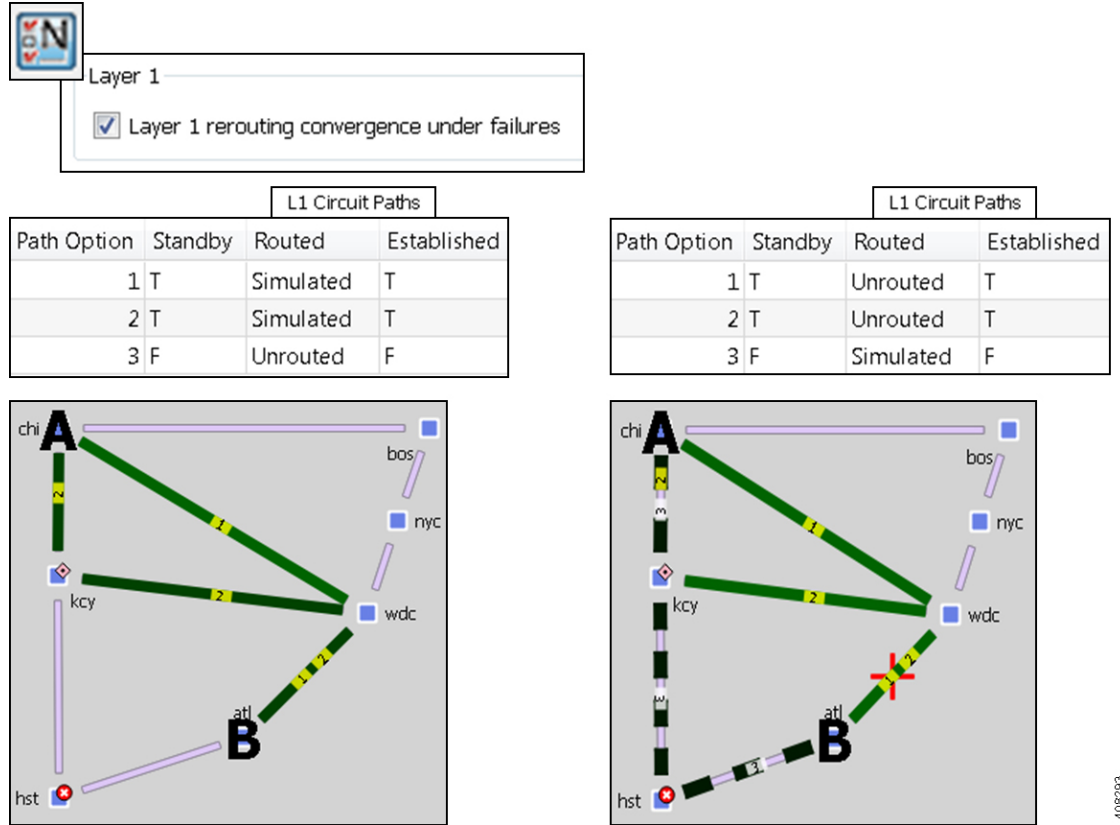 N
Layer 1
Layer 1 rerouting convergence under failures
L1 Circuit Paths
Path Option Standby Routed Established
1 T Simulated T
2 T Simulated T
3 F Unrouted F
L1 Circuit Paths
Path Option Standby Routed Established
1 T Unrouted T
2 T Unrouted T
3 F Simulated F
chi A
bos
2
1
nyc
kcy
2
wdc
1 2
atl
B
hst
chi A
bos
2
3
1
nyc
kcy
2
wdc
1 2
3
atl
B
3
hst
408293